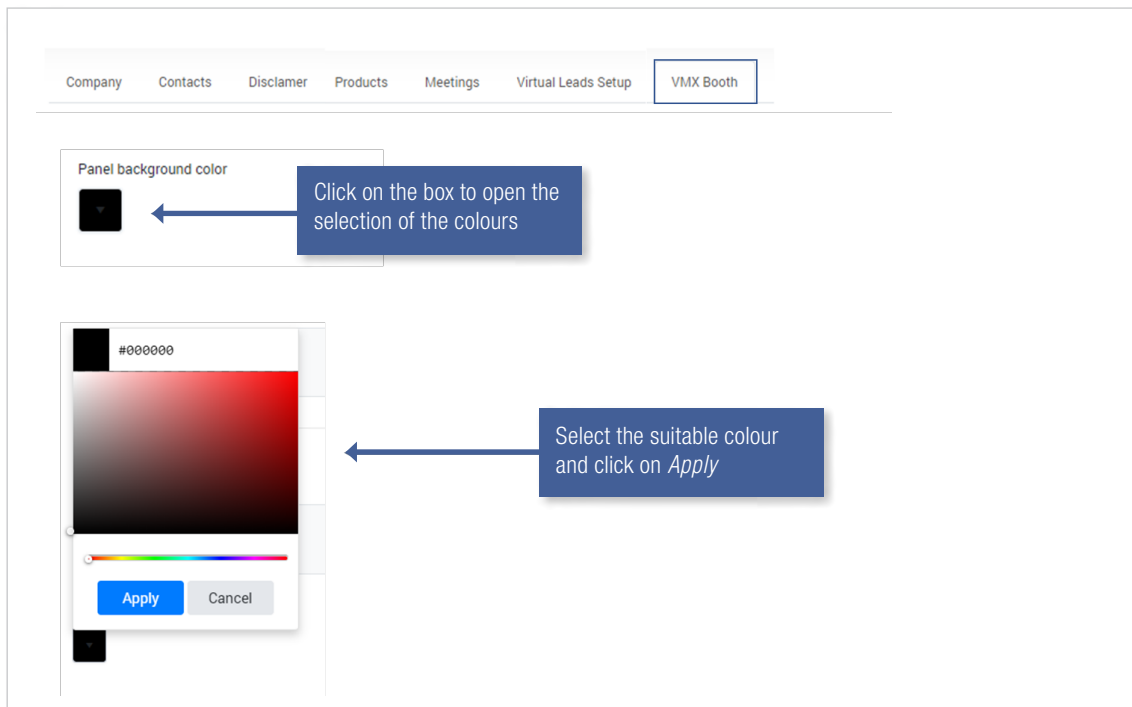 Company Contacts Disclamer Products Meetings Virtual Leads Setup VMX Booth
Panel background color
Click on the box to open the
selection of the colours
#000000
Select the suitable colour
and click on Apply
Apply Cancel